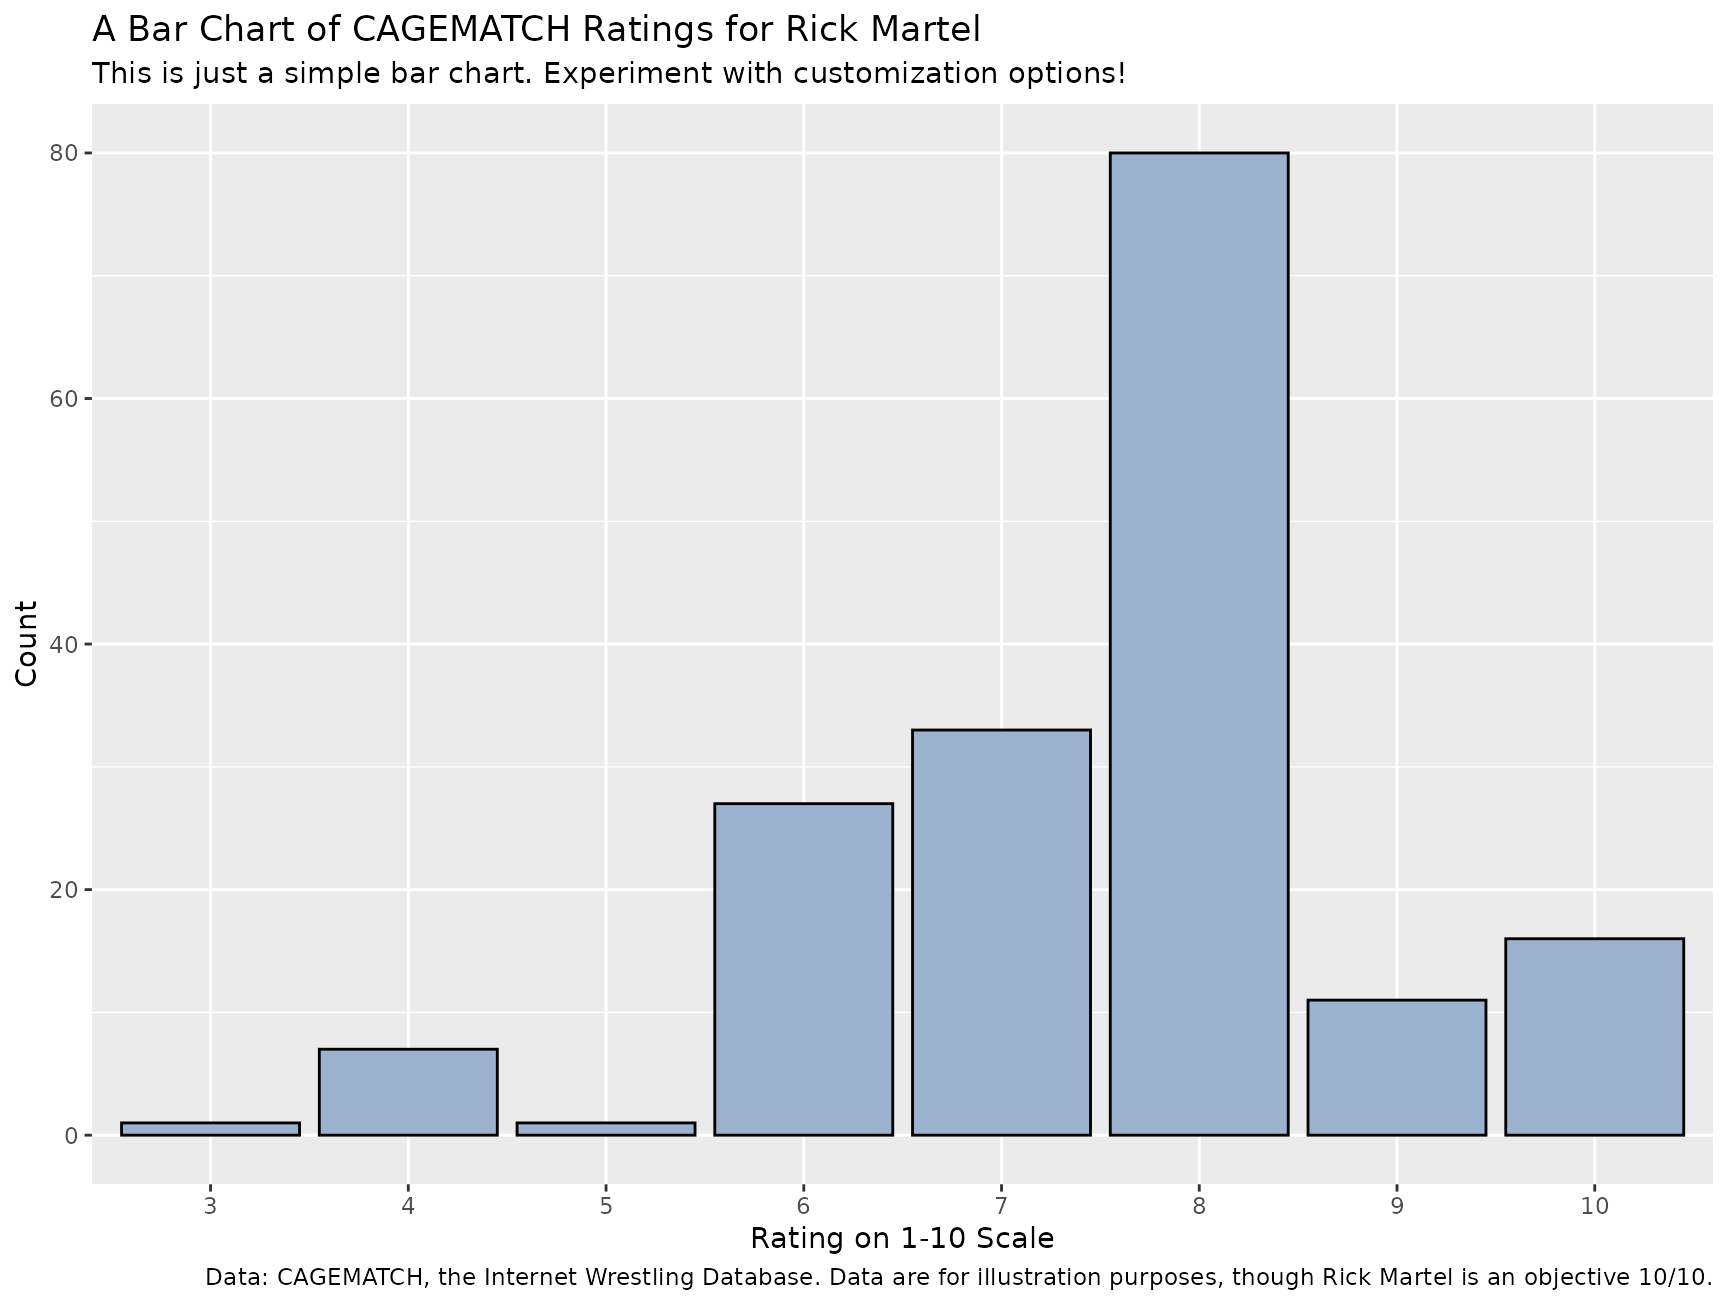 A Bar Chart of CAGEMATCH Ratings for Rick Martel
This is just a simple bar chart. Experiment with customization options!
80
60
40
20
0
Count
3 4 5 6 7 8 9 10
Rating on 1-10 Scale
Data: CAGEMATCH, the Internet Wrestling Database. Data are for illustration purposes, though Rick Martel is an objective 10/10.